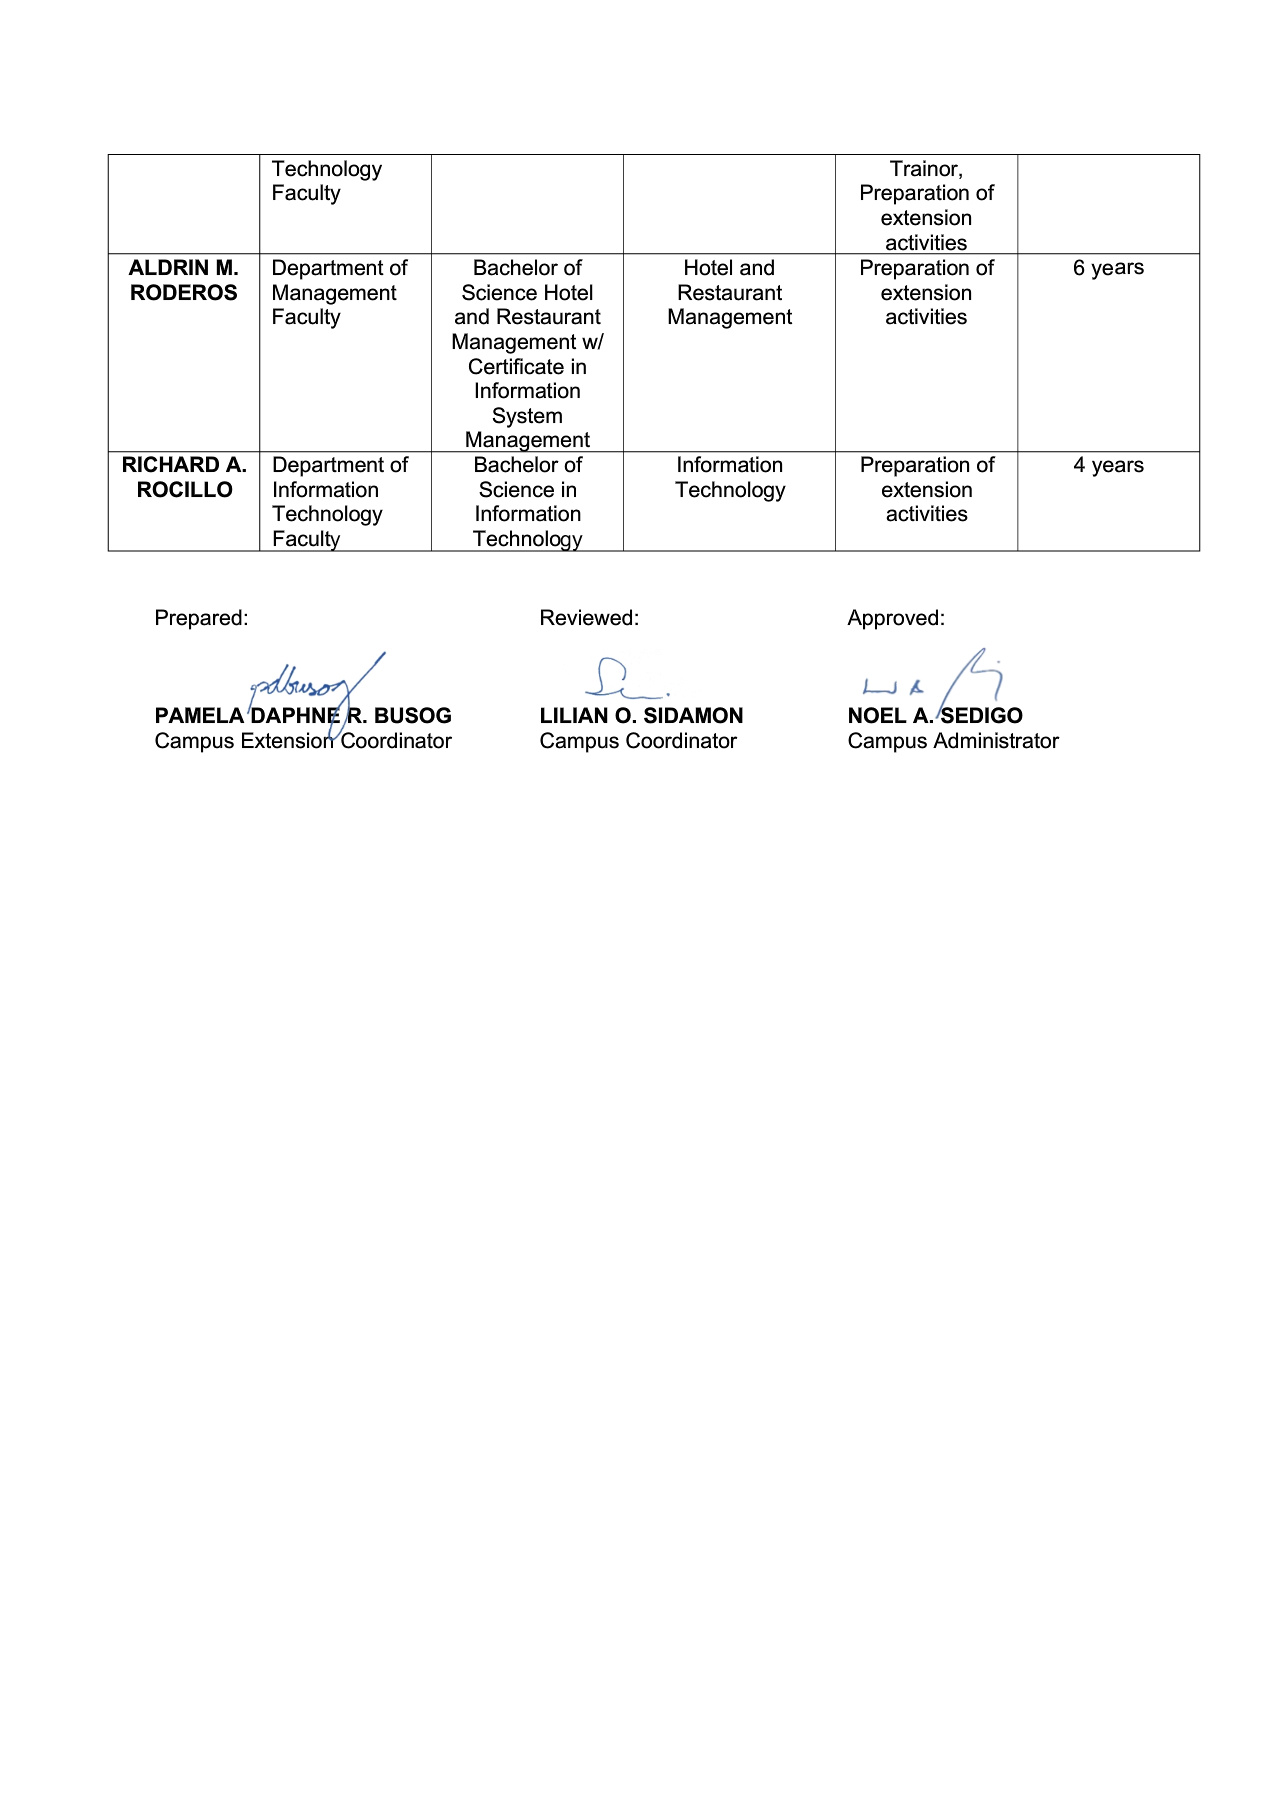 Technology
Faculty
Trainor,
Preparation of
extension
activities
ALDRIN M.
RODEROS
Department of
Management
Faculty
Bachelor of
Science Hotel
and Restaurant
Management w/
Certificate in
Information
System
Management
Hotel and
Restaurant
Management
Preparation of
extension
activities
6 years
RICHARD A.
ROCILLO
Department of
Information
Technology
Faculty
Bachelor of
Science in
Information
Technology
Information
Technology
Preparation of
extension
activities
4 years
Prepared:
Reviewed:
Approved:
pdbusog
PAMELA DAPHNE R. BUSOG
LILIAN O. SIDAMON
NOEL A. SEDIGO
Campus Extension Coordinator
Campus Coordinator
Campus Administrator